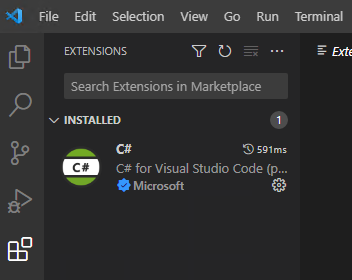 File Edit Selection View Go Run Terminal
EXTENSIONS
Exte
Search Extensions in Marketplace
INSTALLED 1
C# 591ms
C# C# for Visual Studio Code (p...
Microsoft